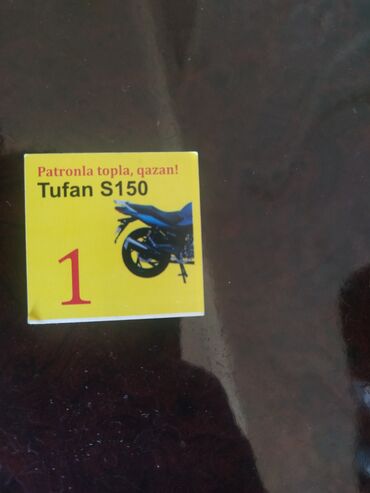 Patronla topla, qazan!
Tufan S150
1